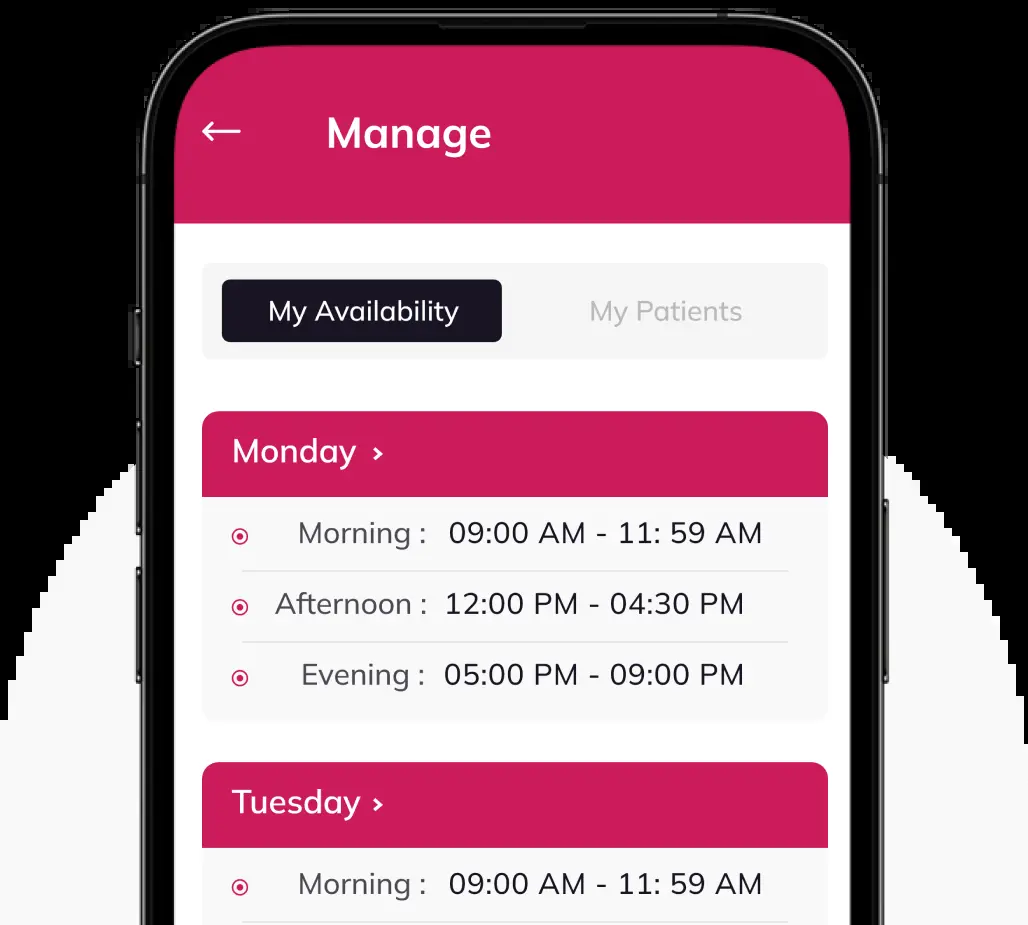 Manage
My Availability My Patients
Monday >
Morning : 09:00 AM - 11: 59 AM
Afternoon : 12:00 PM - 04:30 PM
Evening : 05:00 PM - 09:00 PM
Tuesday >
Morning : 09:00 AM - 11: 59 AM